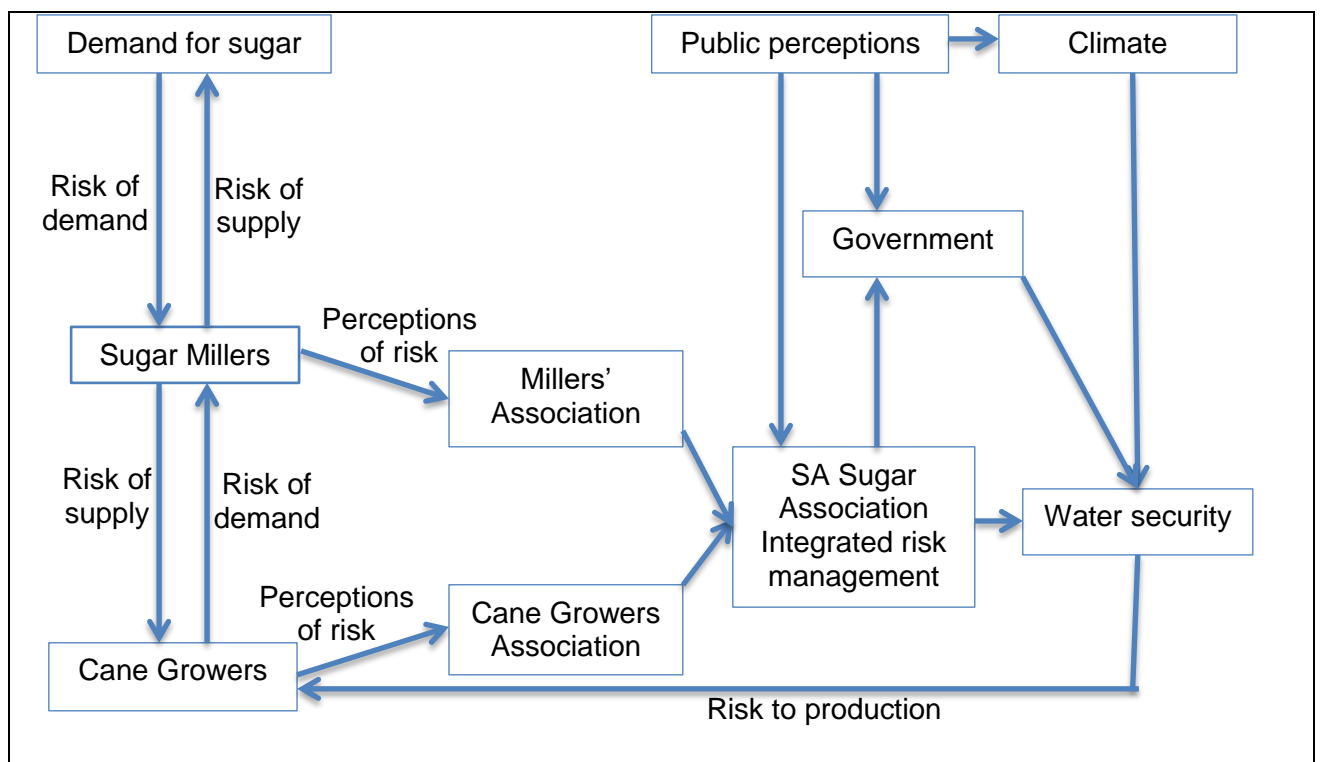 Demand for sugar
Public perceptions
Climate
Risk of
demand
Risk of
supply
Government
Perceptions
of risk
Sugar Millers
Millers’
Association
Risk of
supply
Risk of
demand
SA Sugar
Association
Integrated risk
management
Water security
Perceptions
of risk
Cane Growers
Association
Cane Growers
Risk to production